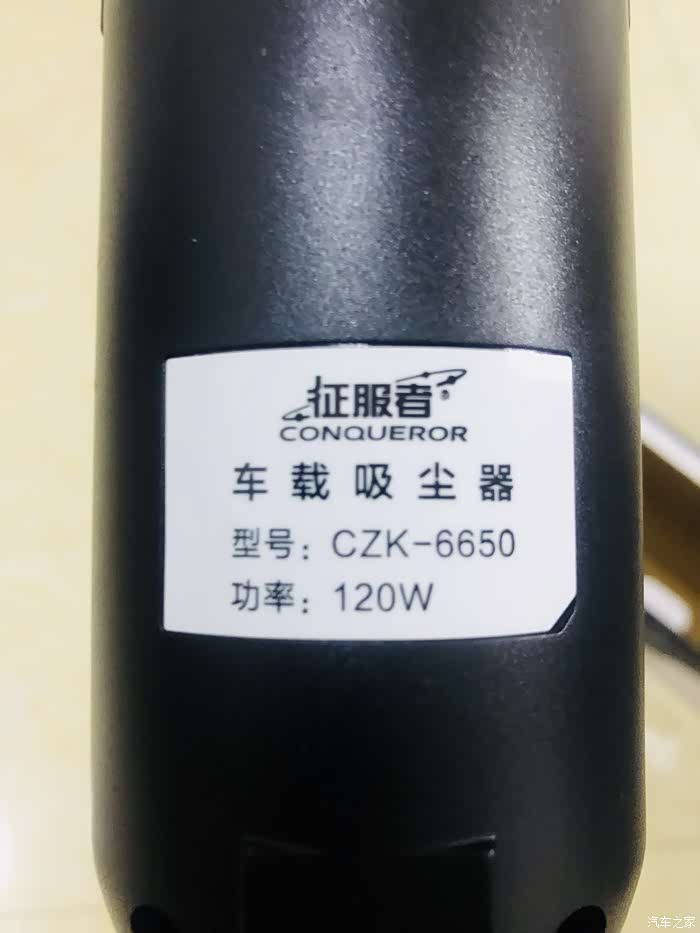 征服者®
CONQUEROR
车载吸尘器
型号：CZK-6650
功率：120W
汽车之家